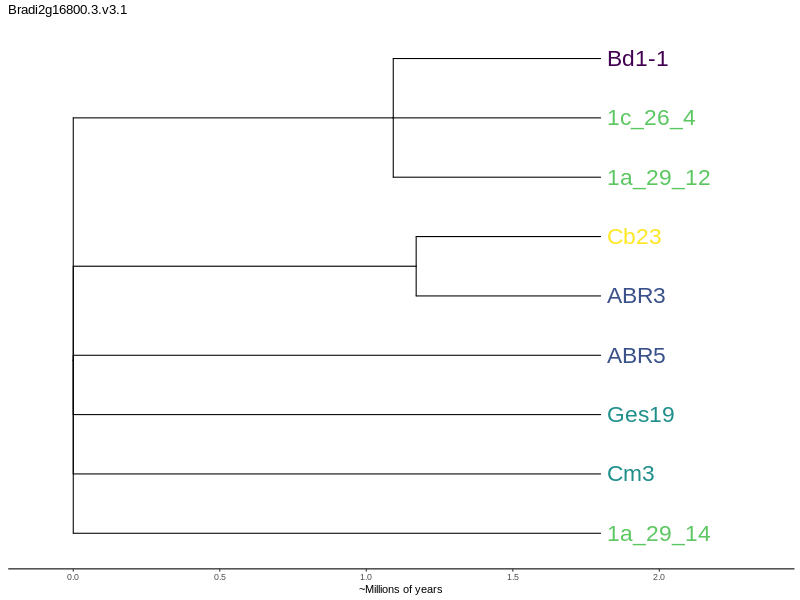 Bradi2g16800.3.v3.1
Bd1-1
1c_26_4
1a_29_12
Cb23
ABR3
ABR5
Ges19
Cm3
1a_29_14
0.0 0.5 1.0 1.5 2.0
~Millions of years